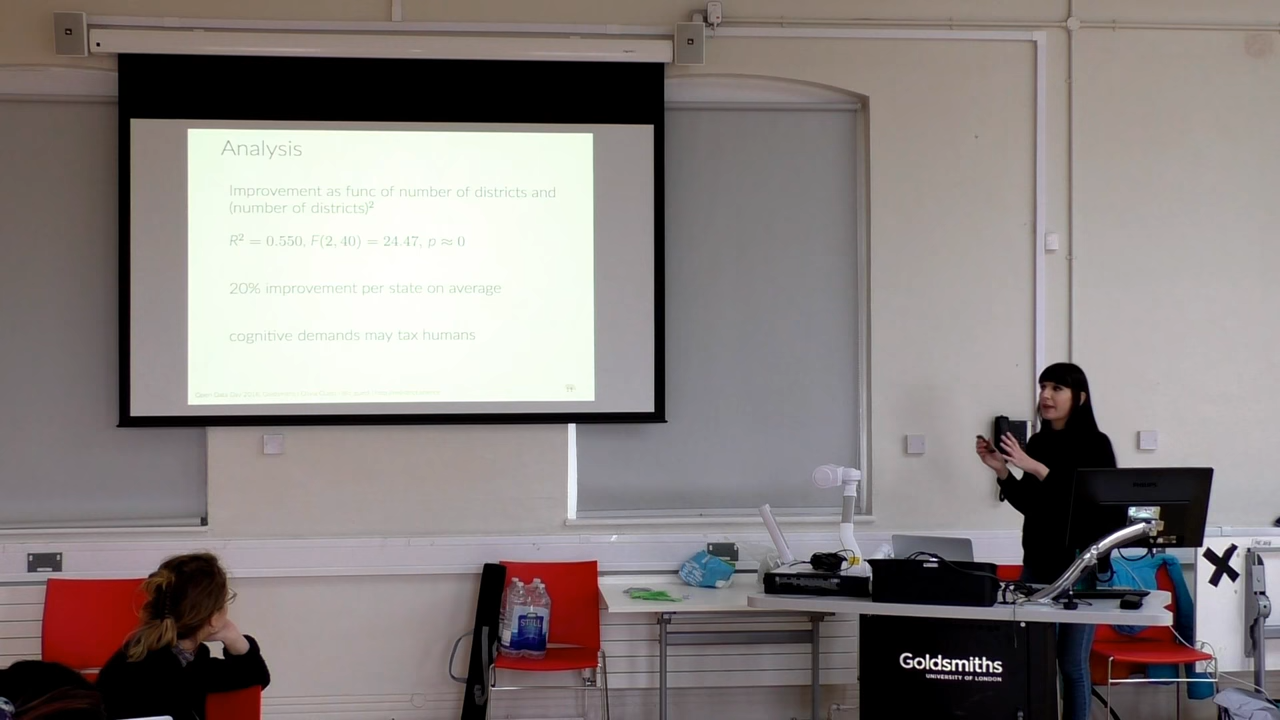 Analysis
Improvement as func of number of districts and
(number of districts)²
R² = 0.550, F(2, 40) = 24.47, p ≈ 0
20% improvement per state on average
cognitive demands may tax humans
STILL
Goldsmiths
UNIVERSITY OF LONDON